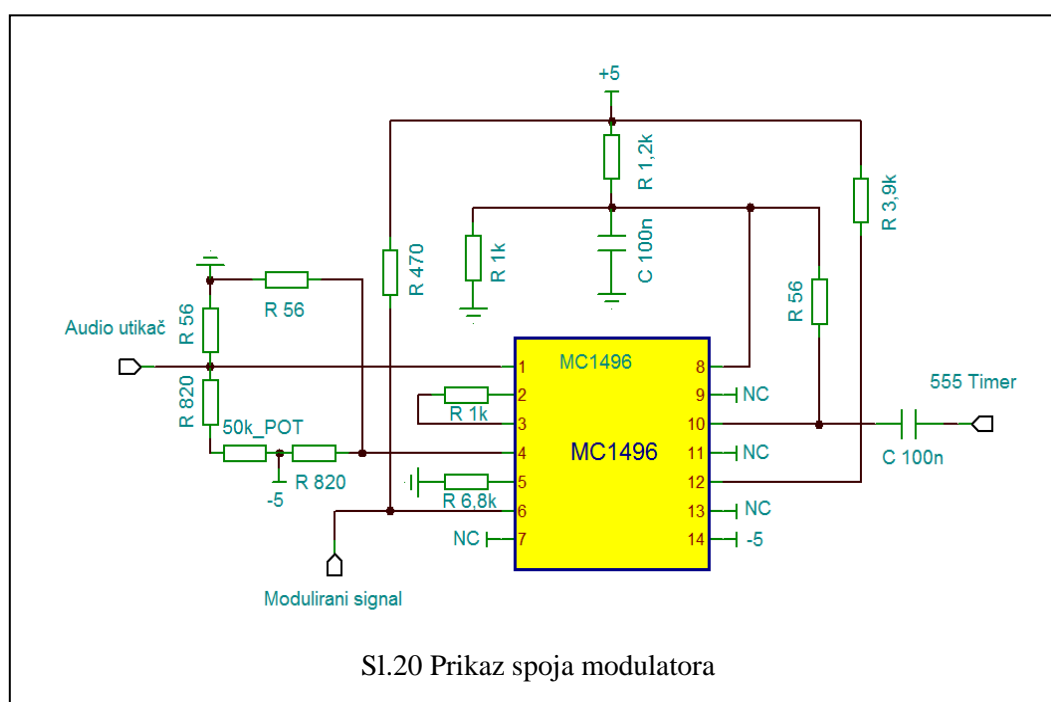 +5
R 1,2k
R 3,9k
R 470
R 1k
C 100n
R 56
R 56
R 56
Audio utikač
R 820
50k_POT
R 820
-5
MC1496
MC1496
1
2
3
4
5
6
7
8
9
10
11
12
13
14
R 1k
R 6,8k
NC
NC
NC
NC
-5
555 Timer
C 100n
Modulirani signal
Sl.20 Prikaz spoja modulatora